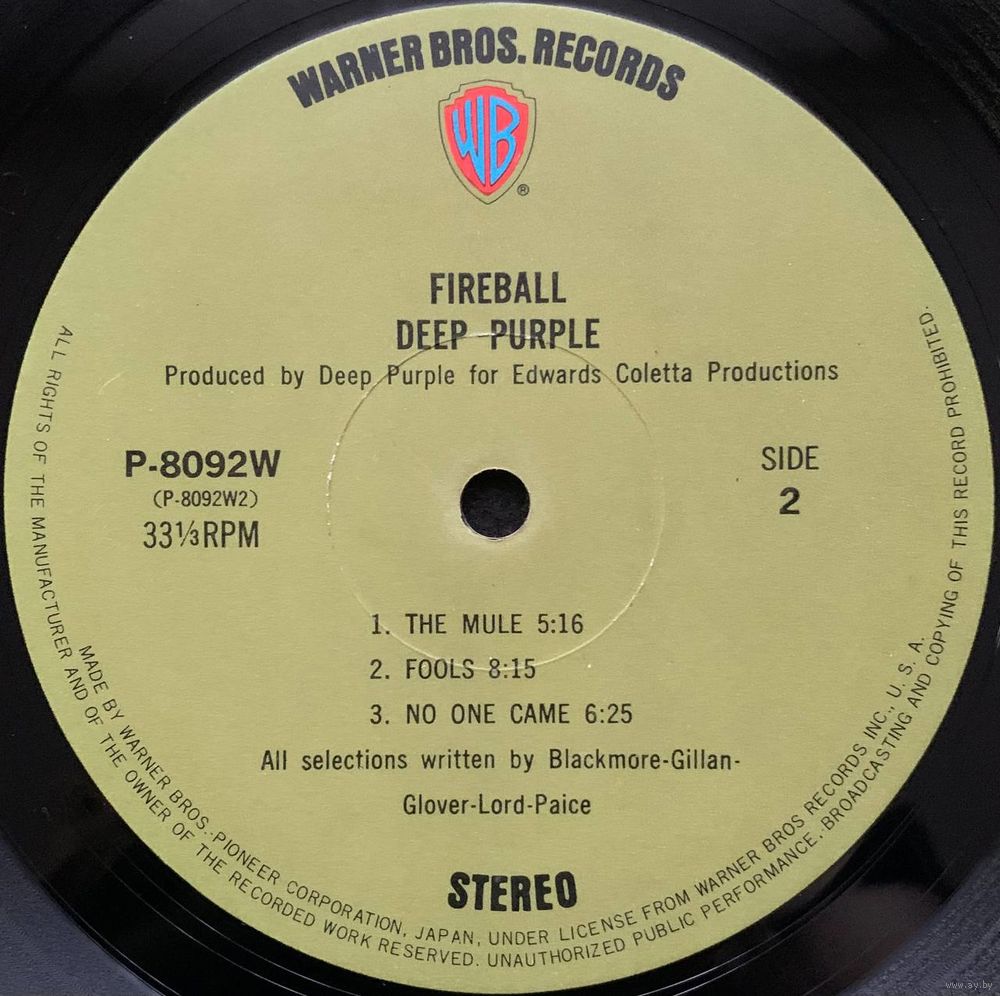 WARNER BROS. RECORDS
WB
®
FIREBALL
DEEP PURPLE
Produced by Deep Purple for Edwards Coletta Productions
P-8092W
(P-8092W2)
33⅓RPM
SIDE
2
1. THE MULE 5:16
2. FOOLS 8:15
3. NO ONE CAME 6:25
All selections written by Blackmore-Gillan-
Glover-Lord-Paice
STEREO
MADE BY WARNER BROS.-PIONEER CORPORATION, JAPAN, UNDER LICENSE FROM WARNER BROS RECORDS INC., U. S. A.
ALL RIGHTS OF THE MANUFACTURER AND OF THE OWNER OF THE RECORDED WORK RESERVED. UNAUTHORIZED PUBLIC PERFORMANCE, BROADCASTING AND COPYING OF THIS RECORD PROHIBITED.
www.ay.by